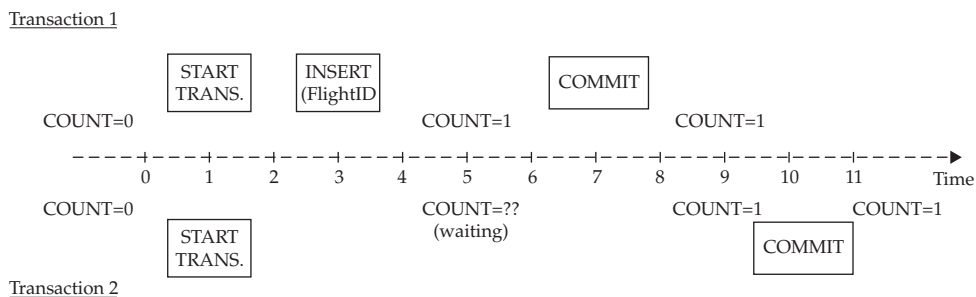 Transaction 1
START
TRANS.
INSERT
(FlightID
COMMIT
COUNT=0 COUNT=1 COUNT=1
0 1 2 3 4 5 6 7 8 9 10 11 Time
COUNT=0 COUNT=?? COUNT=1 COUNT=1
(waiting)
START
TRANS.
COMMIT
Transaction 2